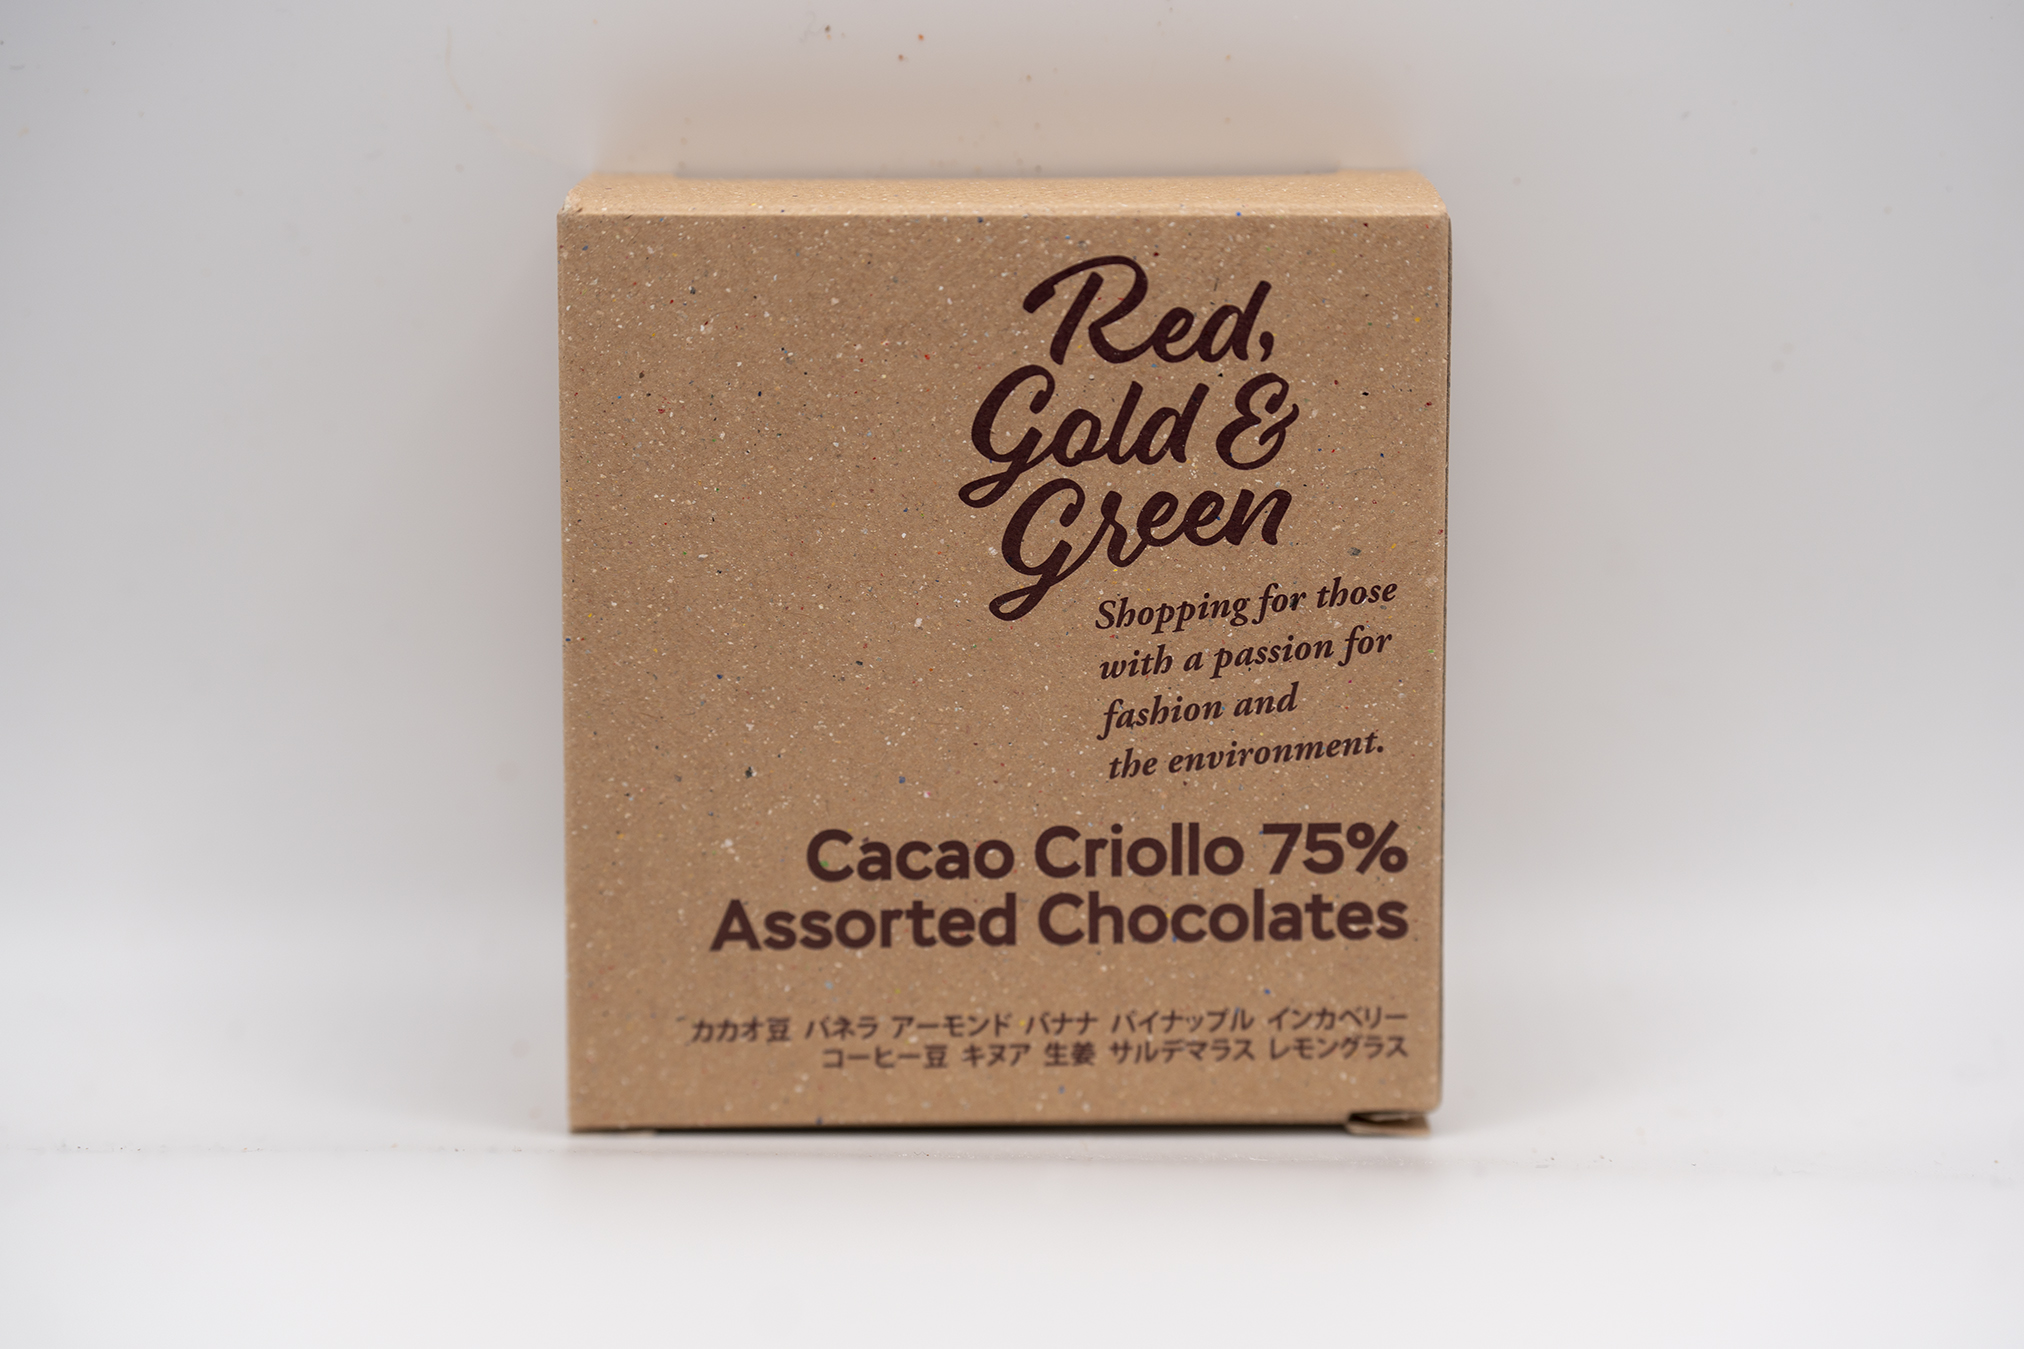 Red,
Gold &
Green
Shopping for those
with a passion for
fashion and
the environment.
Cacao Criollo 75%
Assorted Chocolates
カカオ豆 バネラ アーモンド バナナ パイナップル インカベリー
コーヒー豆 キヌア 生姜 サルデマラス レモングラス